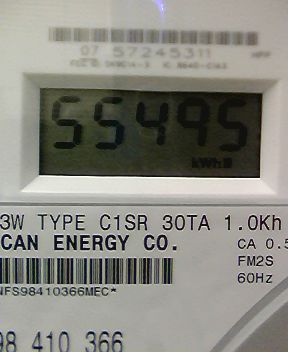 07 57245311
55495
kWh
3W TYPE C1SR 30TA 1.0Kh
CAN ENERGY CO.
CA 0.5
FM2S
60Hz
NFS98410366MEC*
98 410 366